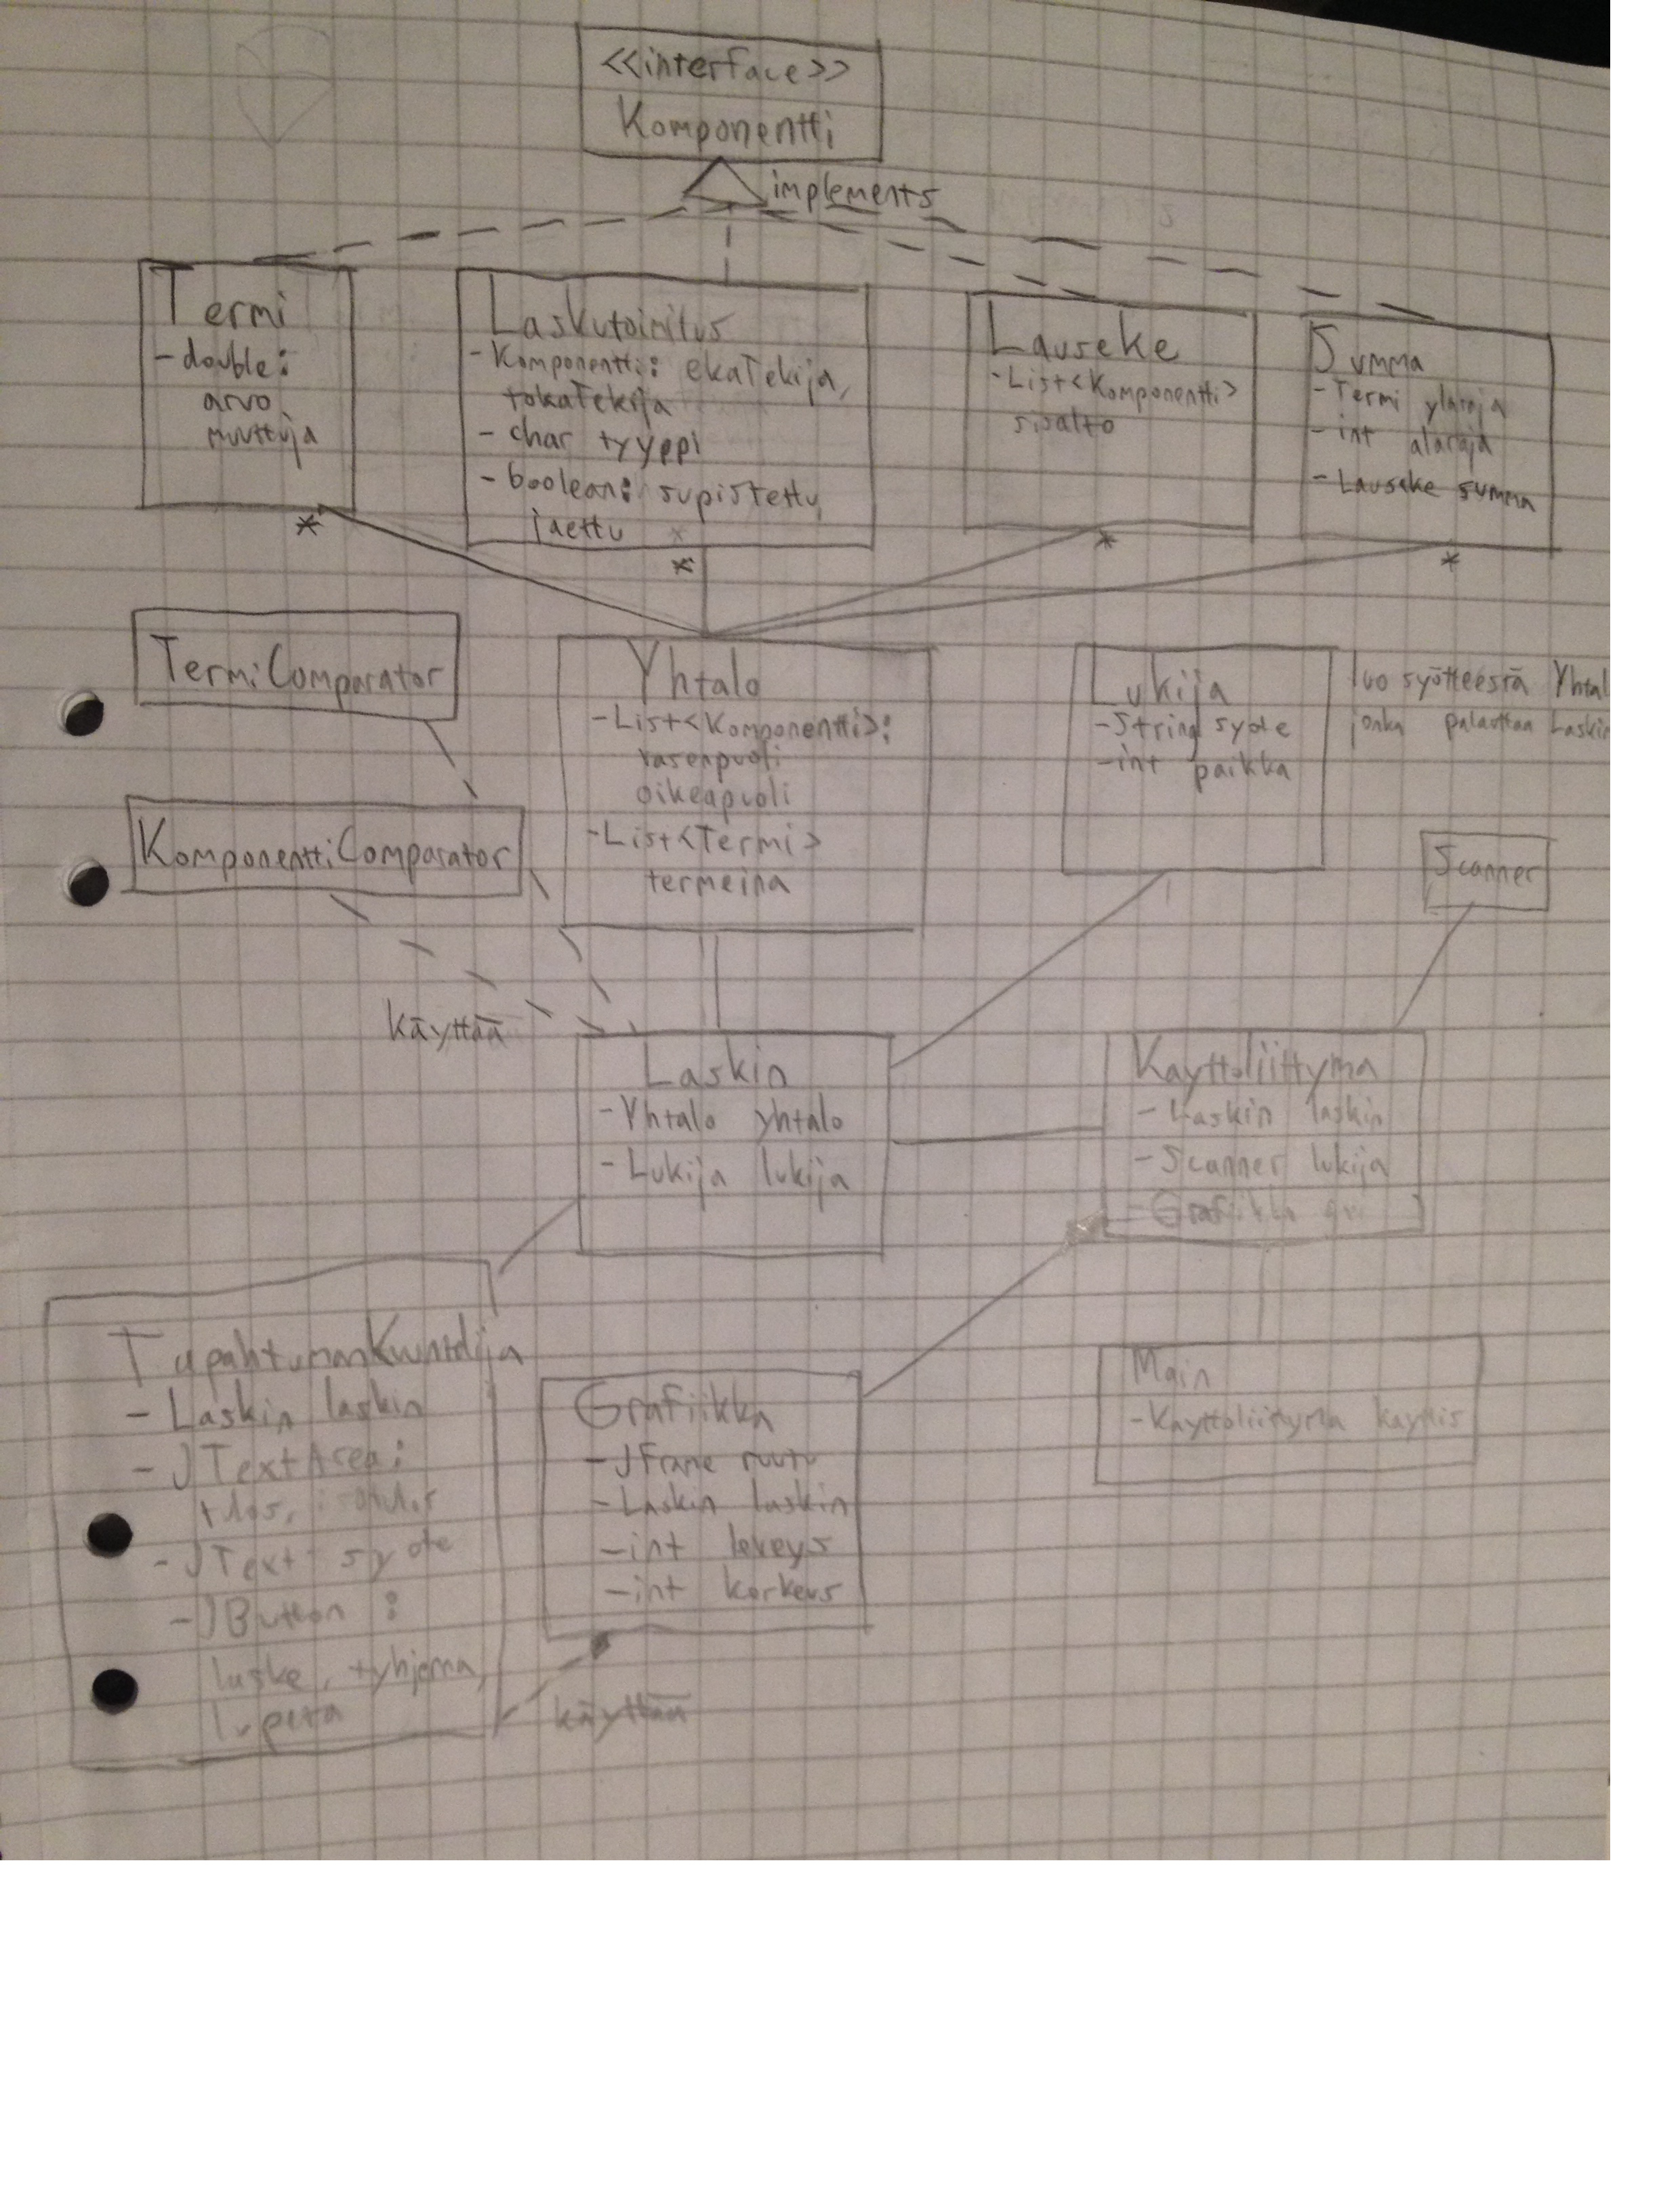 <<interface>>
Komponentti
implements
Termi
- double:
arvo
muuttuja
Laskutoimitus
- Komponentti: ekaTekija,
tokaTekija
- char tyyppi
- boolean: supistettu,
jaettu
Lauseke
- List<Komponentti>
sisalto
Summa
- Termi ylaraja
- int alaraja
- Lauseke summa
*
*
*
*
TermiComparator
KomponenttiComparator
käyttää
Yhtalo
- List<Komponentti>:
vasenpuoli
oikeapuoli
- List<Termi>
termeina
Lukija
- String syote
- int paikka
luo syötteestä Yhtal
jonka palauttaa Laskin
Scanner
Laskin
- Yhtalo yhtalo
- Lukija lukija
Kayttoliittyma
- Laskin laskin
- Scanner lukija
- Grafiikka
TapahtumanKuuntelija
- Laskin laskin
- JTextArea:
tulos,
- JText syote
- JButton :
laske, tyhjenna,
lopeta
Grafiikka
- JFrame ruutu
- Laskin laskin
- int leveys
- int korkeus
käyttää
Main
- Kayttoliittyma kayttis